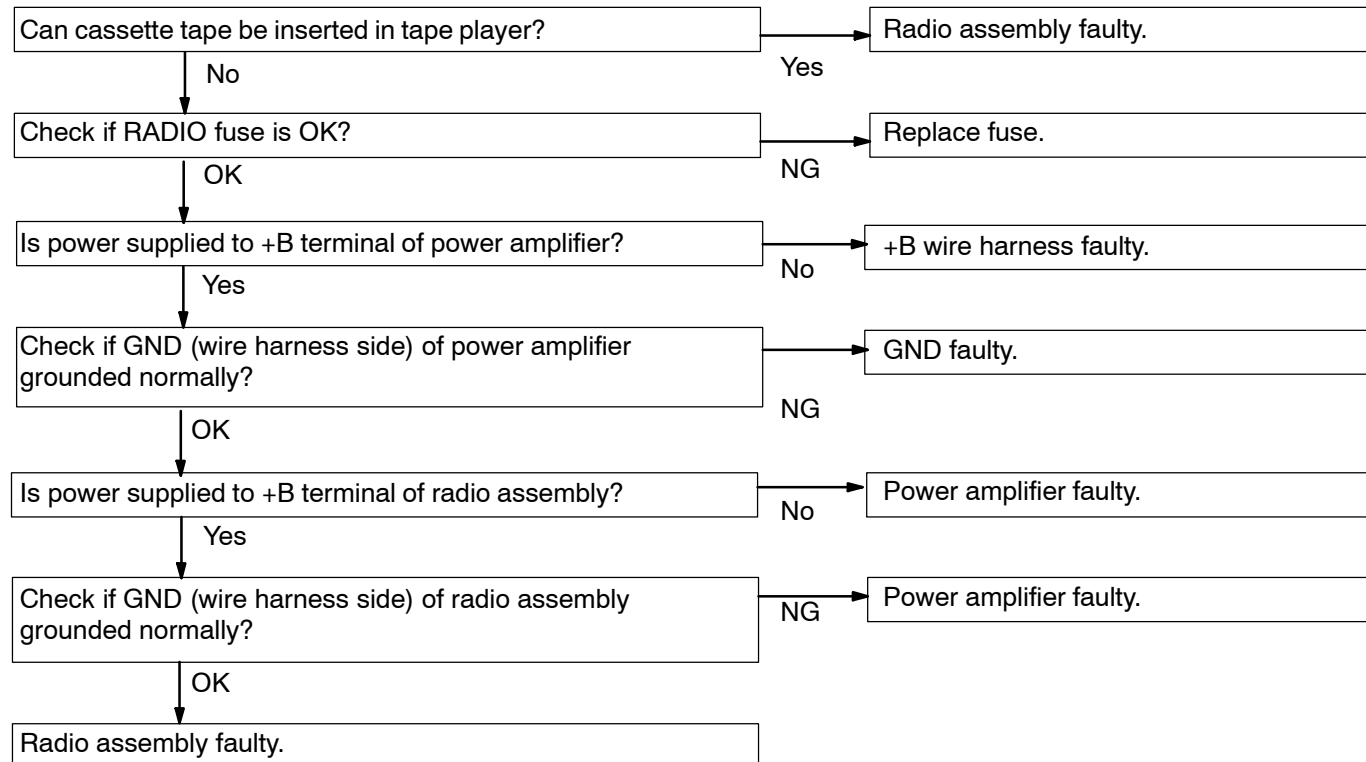 Can cassette tape be inserted in tape player?
Radio assembly faulty.
Yes
No
Check if RADIO fuse is OK?
Replace fuse.
NG
OK
Is power supplied to +B terminal of power amplifier?
+B wire harness faulty.
No
Yes
Check if GND (wire harness side) of power amplifier
grounded normally?
GND faulty.
NG
OK
Is power supplied to +B terminal of radio assembly?
Power amplifier faulty.
No
Yes
Check if GND (wire harness side) of radio assembly
grounded normally?
Power amplifier faulty.
NG
OK
Radio assembly faulty.